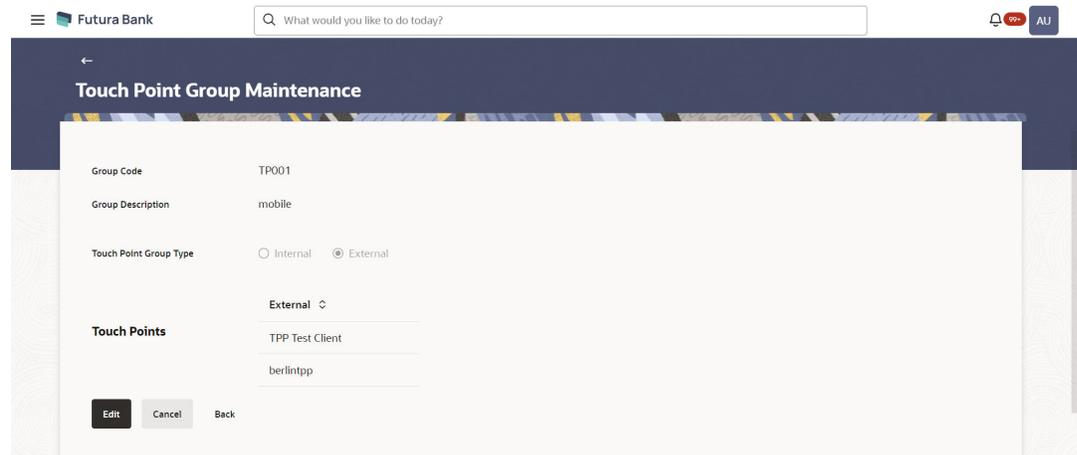 Futura Bank
What would you like to do today?
99+
AU
Touch Point Group Maintenance
Group Code TP001
Group Description mobile
Touch Point Group Type Internal External
External
Touch Points
TPP Test Client
berlintpp
Edit Cancel Back